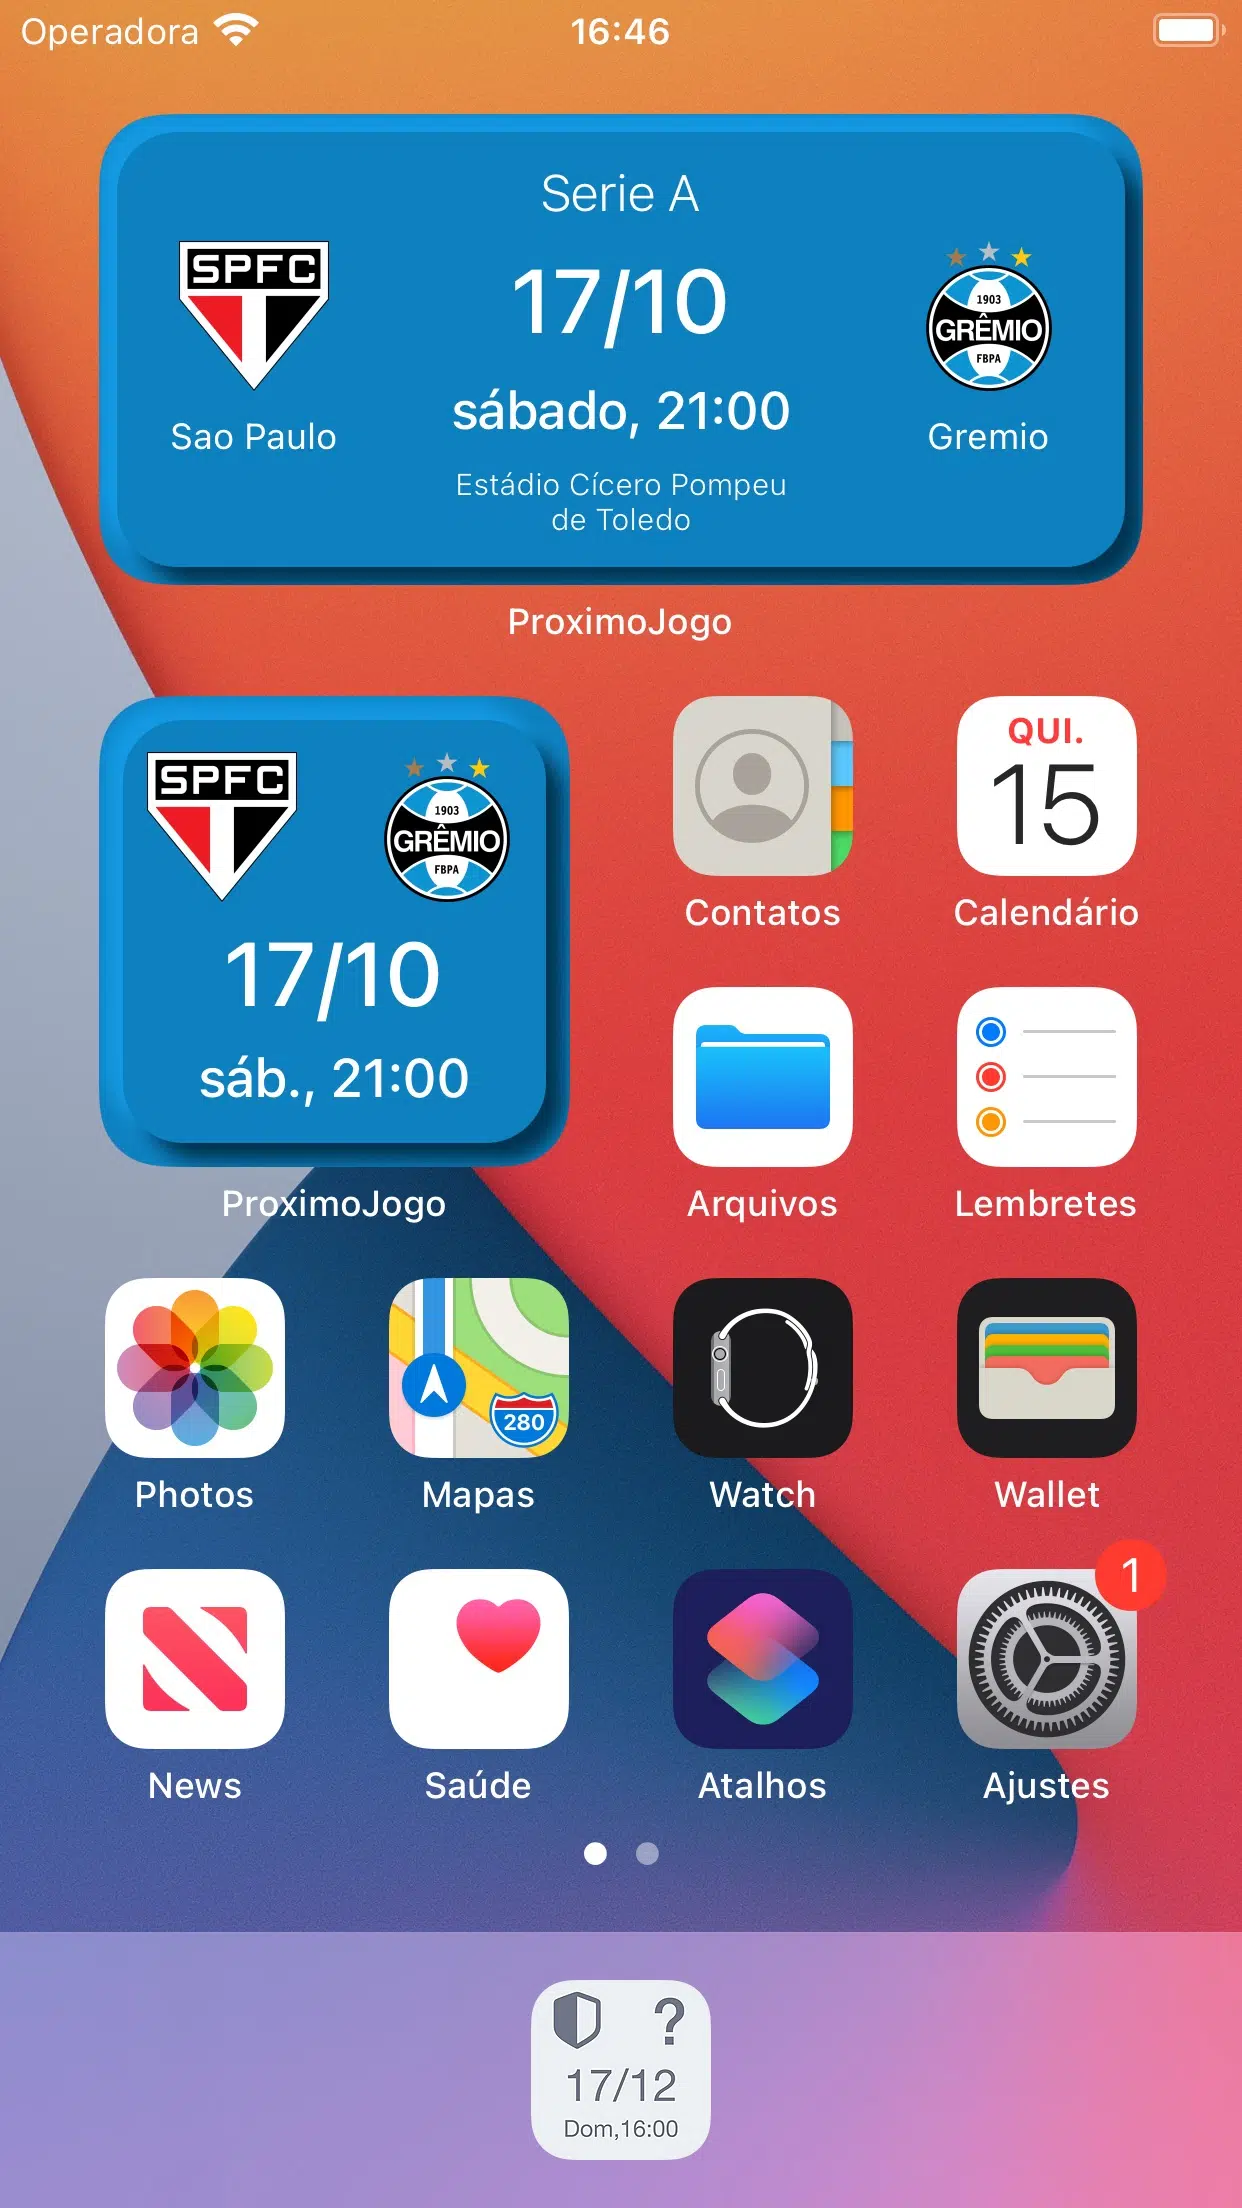 Operadora
16:46
Serie A
SPFC
17/10
1903
GRÊMIO
FBPA
sábado, 21:00
Sao Paulo
Gremio
Estádio Cícero Pompeu
de Toledo
ProximoJogo
SPFC
1903
GRÊMIO
FBPA
17/10
sáb., 21:00
ProximoJogo
QUI.
15
Contatos
Calendário
Arquivos
Lembretes
280
Photos
Mapas
Watch
Wallet
1
News
Saúde
Atalhos
Ajustes
?
17/12
Dom,16:00